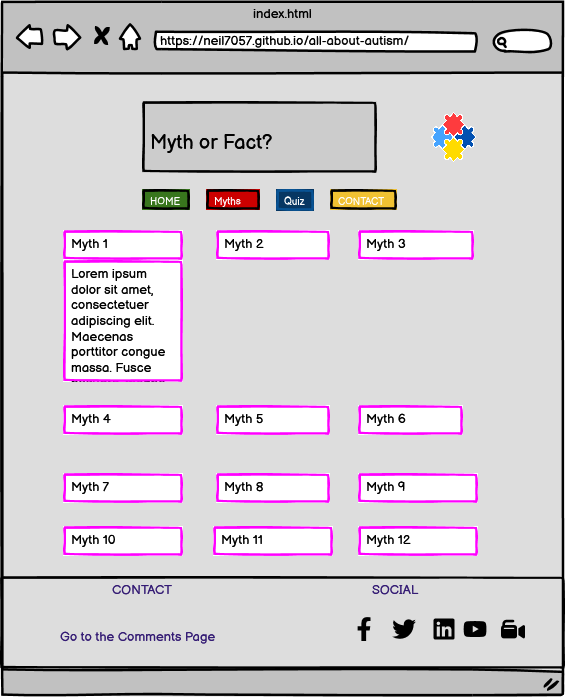 index.html
https://neil7057.github.io/all-about-autism/
Myth or Fact?
HOME Myths Quiz CONTACT
Myth 1 Myth 2 Myth 3
Lorem ipsum
dolor sit amet,
consectetuer
adipiscing elit.
Maecenas
porttitor congue
massa. Fusce
Myth 4 Myth 5 Myth 6
Myth 7 Myth 8 Myth 9
Myth 10 Myth 11 Myth 12
CONTACT SOCIAL
Go to the Comments Page